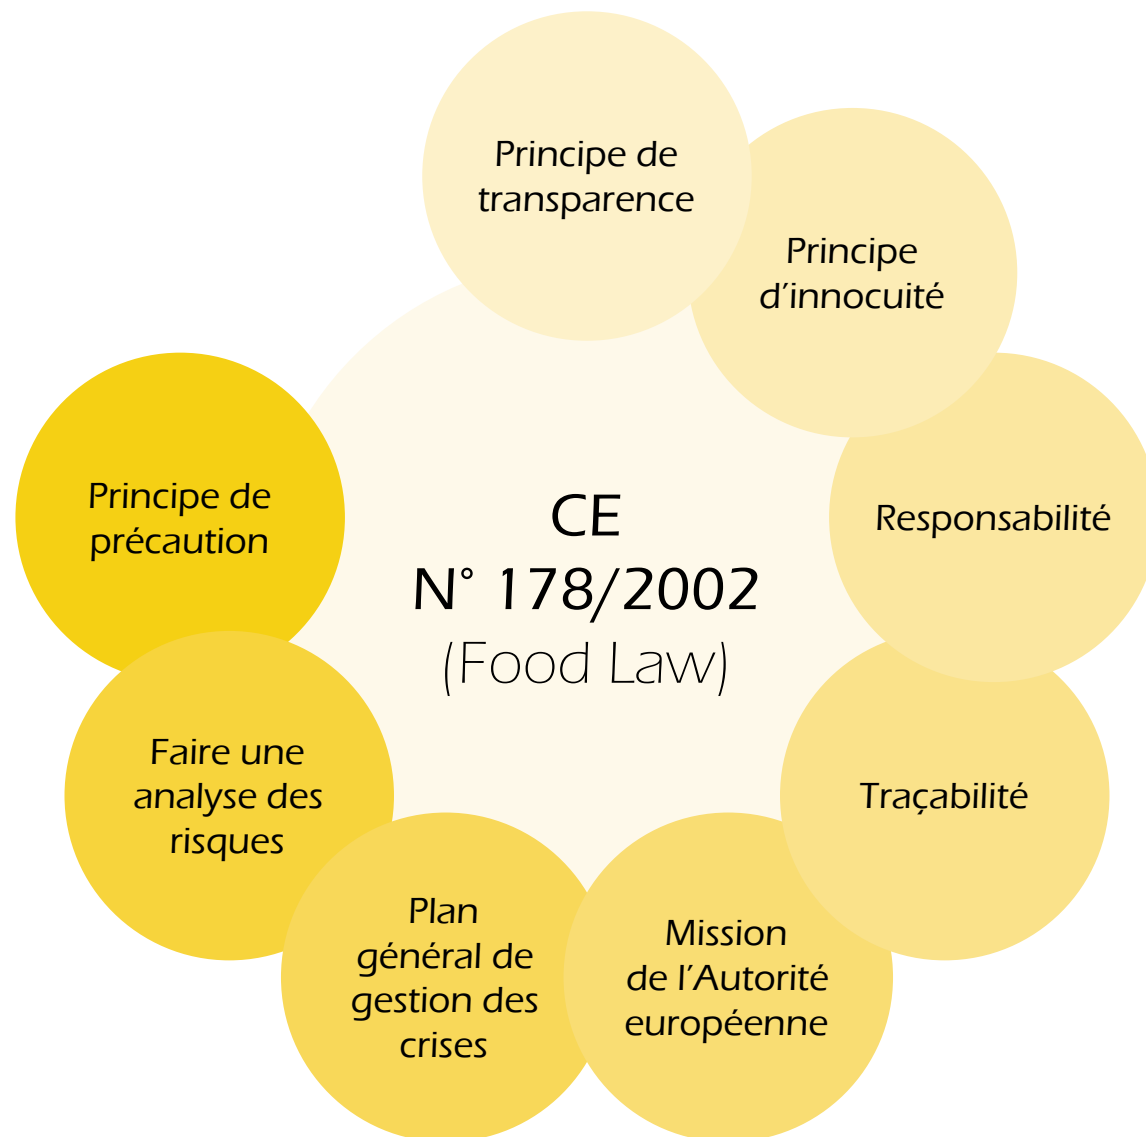 Principe de
transparence
Principe
d’innocuité
Responsabilité
Traçabilité
Mission
de l’Autorité
européenne
Plan
général de
gestion des
crises
Faire une
analyse des
risques
Principe de
précaution
CE
N° 178/2002
(Food Law)